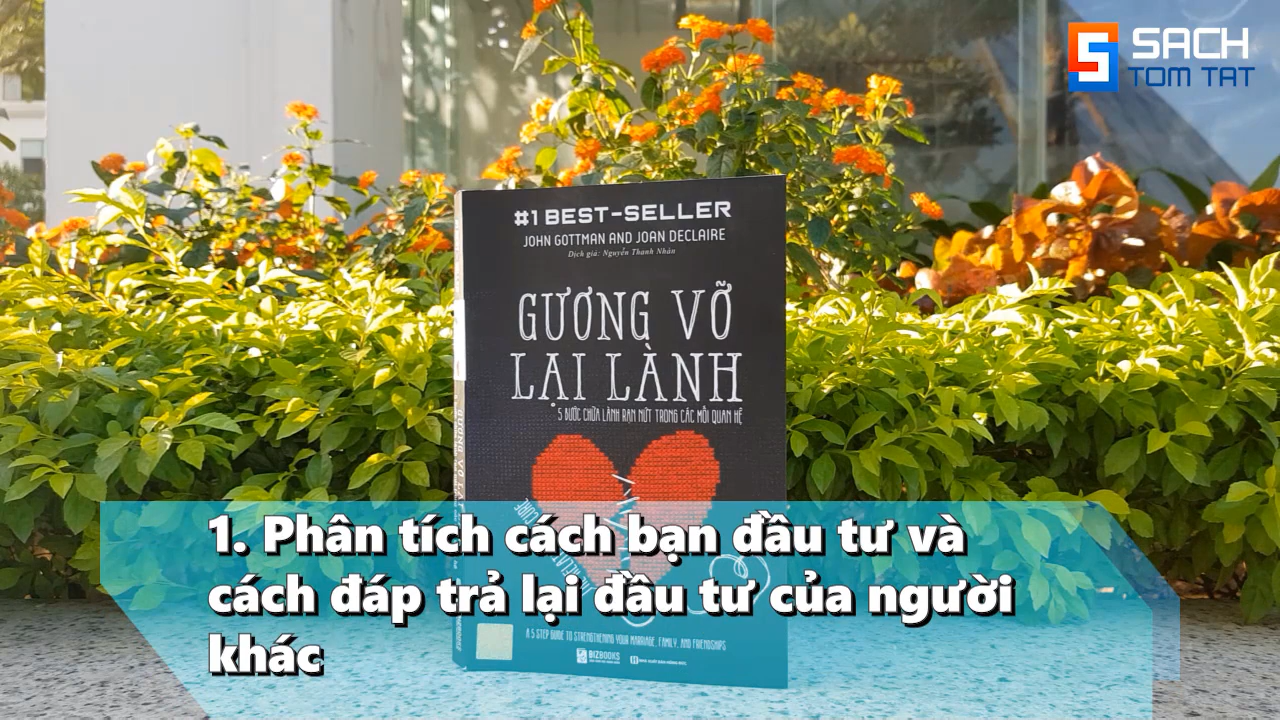 SACH
TOM TAT
#1 BEST-SELLER
JOHN GOTTMAN AND JOAN DECLAIRE
Dịch giả: Nguyễn Thanh Nhàn
GƯƠNG VỠ
LẠI LÀNH
5 BƯỚC CHỮA LÀNH RẠN NỨT TRONG CÁC MỐI QUAN HỆ
1. Phân tích cách bạn đầu tư và
cách đáp trả lại đầu tư của người
khác
A 5 STEP GUIDE TO STRENGTHENING YOUR MARRIAGE, FAMILY, AND FRIENDSHIPS
BIZBOOKS